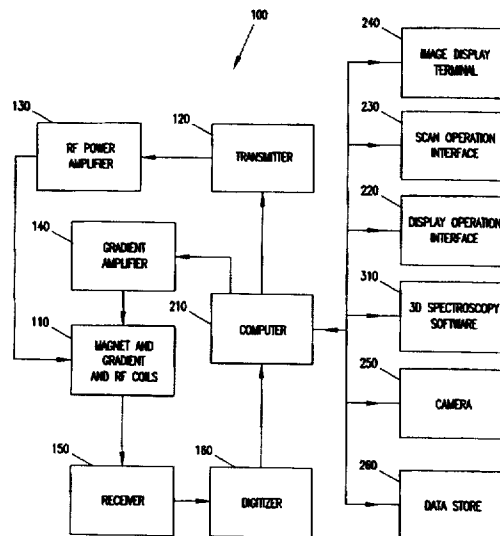 100
240
IMAGE DISPLAY
TERMINAL
130
RF POWER
AMPLIFIER
120
TRANSMITTER
230
SCAN OPERATION
INTERFACE
220
DISPLAY OPERATION
INTERFACE
140
GRADIENT
AMPLIFIER
210
COMPUTER
310
3D SPECTROSCOPY
SOFTWARE
110
MAGNET AND
GRADIENT
AND RF COILS
250
CAMERA
150
RECEIVER
160
DIGITIZER
260
DATA STORE